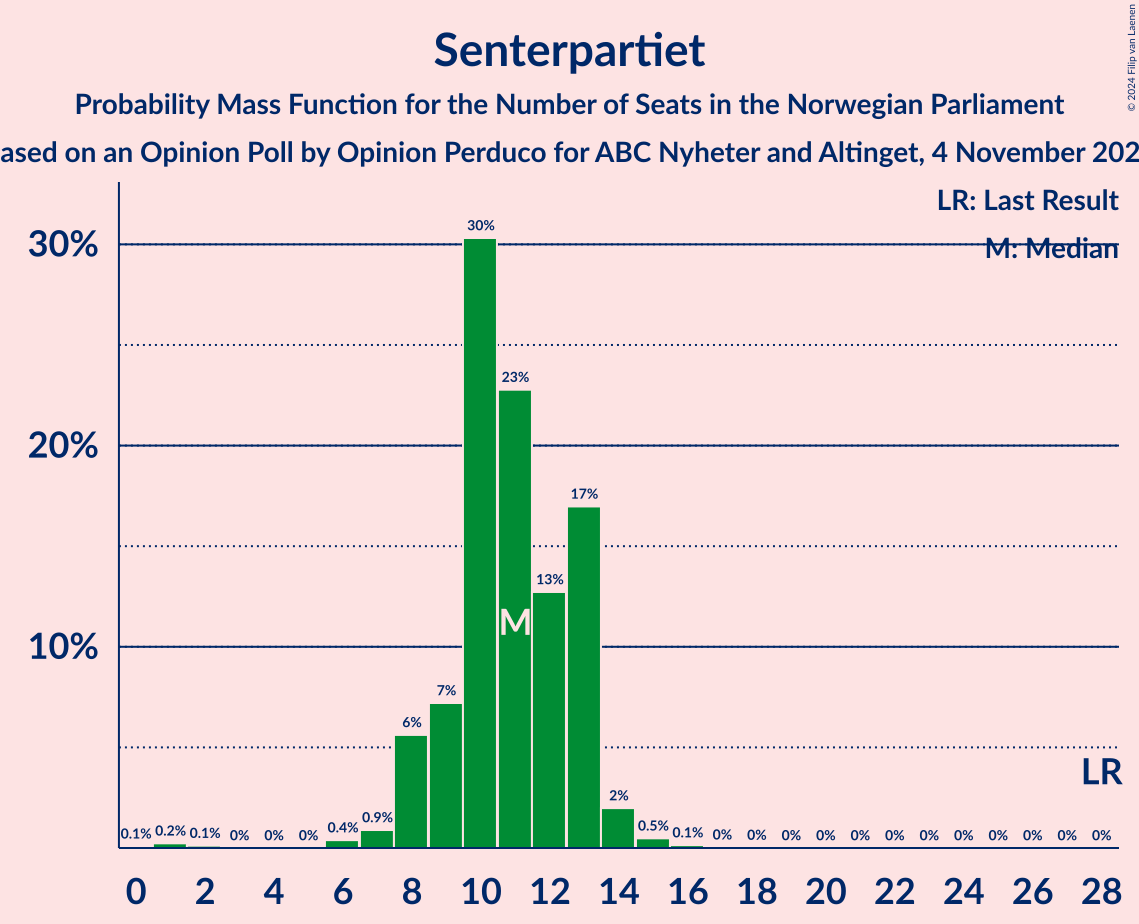 Senterpartiet
Probability Mass Function for the Number of Seats in the Norwegian Parliament
ased on an Opinion Poll by Opinion Perduco for ABC Nyheter and Altinget, 4 November 202
© 2024 Filip van Laenen
LR: Last Result
M: Median
30%
20%
10%
0.1% 0.2% 0.1% 0% 0% 0% 0.4% 0.9% 6% 7% 30% 23% 13% 17% 2% 0.5% 0.1% 0% 0% 0% 0% 0% 0% 0% 0% 0% 0% 0% 0%
M
LR
0 2 4 6 8 10 12 14 16 18 20 22 24 26 28